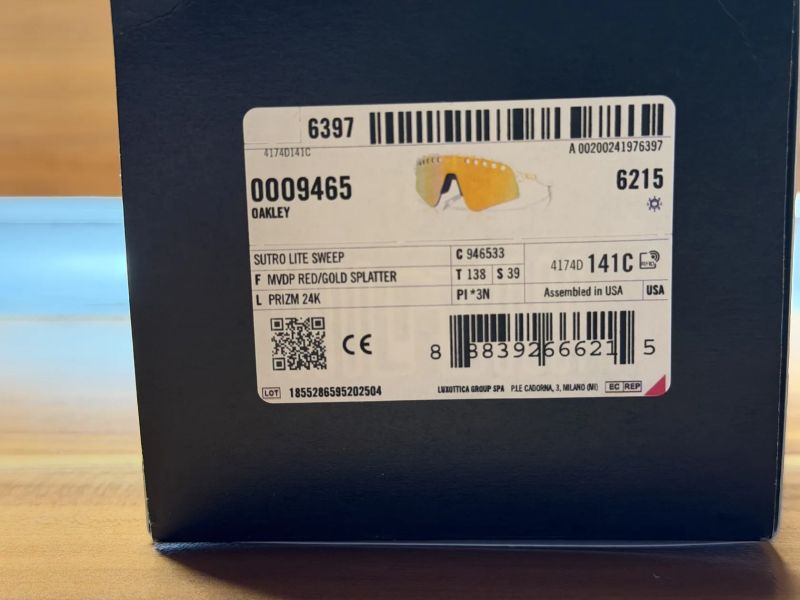 6397
4174D141C
A 00200241976397
0009465
OAKLEY
6215
SUTRO LITE SWEEP
C 946533
F MVDP RED/GOLD SPLATTER
T 138 S 39
4174D 141C
L PRIZM 24K
PI *3N
Assembled in USA
USA
CE
8 8839266621 5
LOT 1855286595202504
LUXOTTICA GROUP SPA P.LE CADORNA, 3, MILANO (MI) EC REP